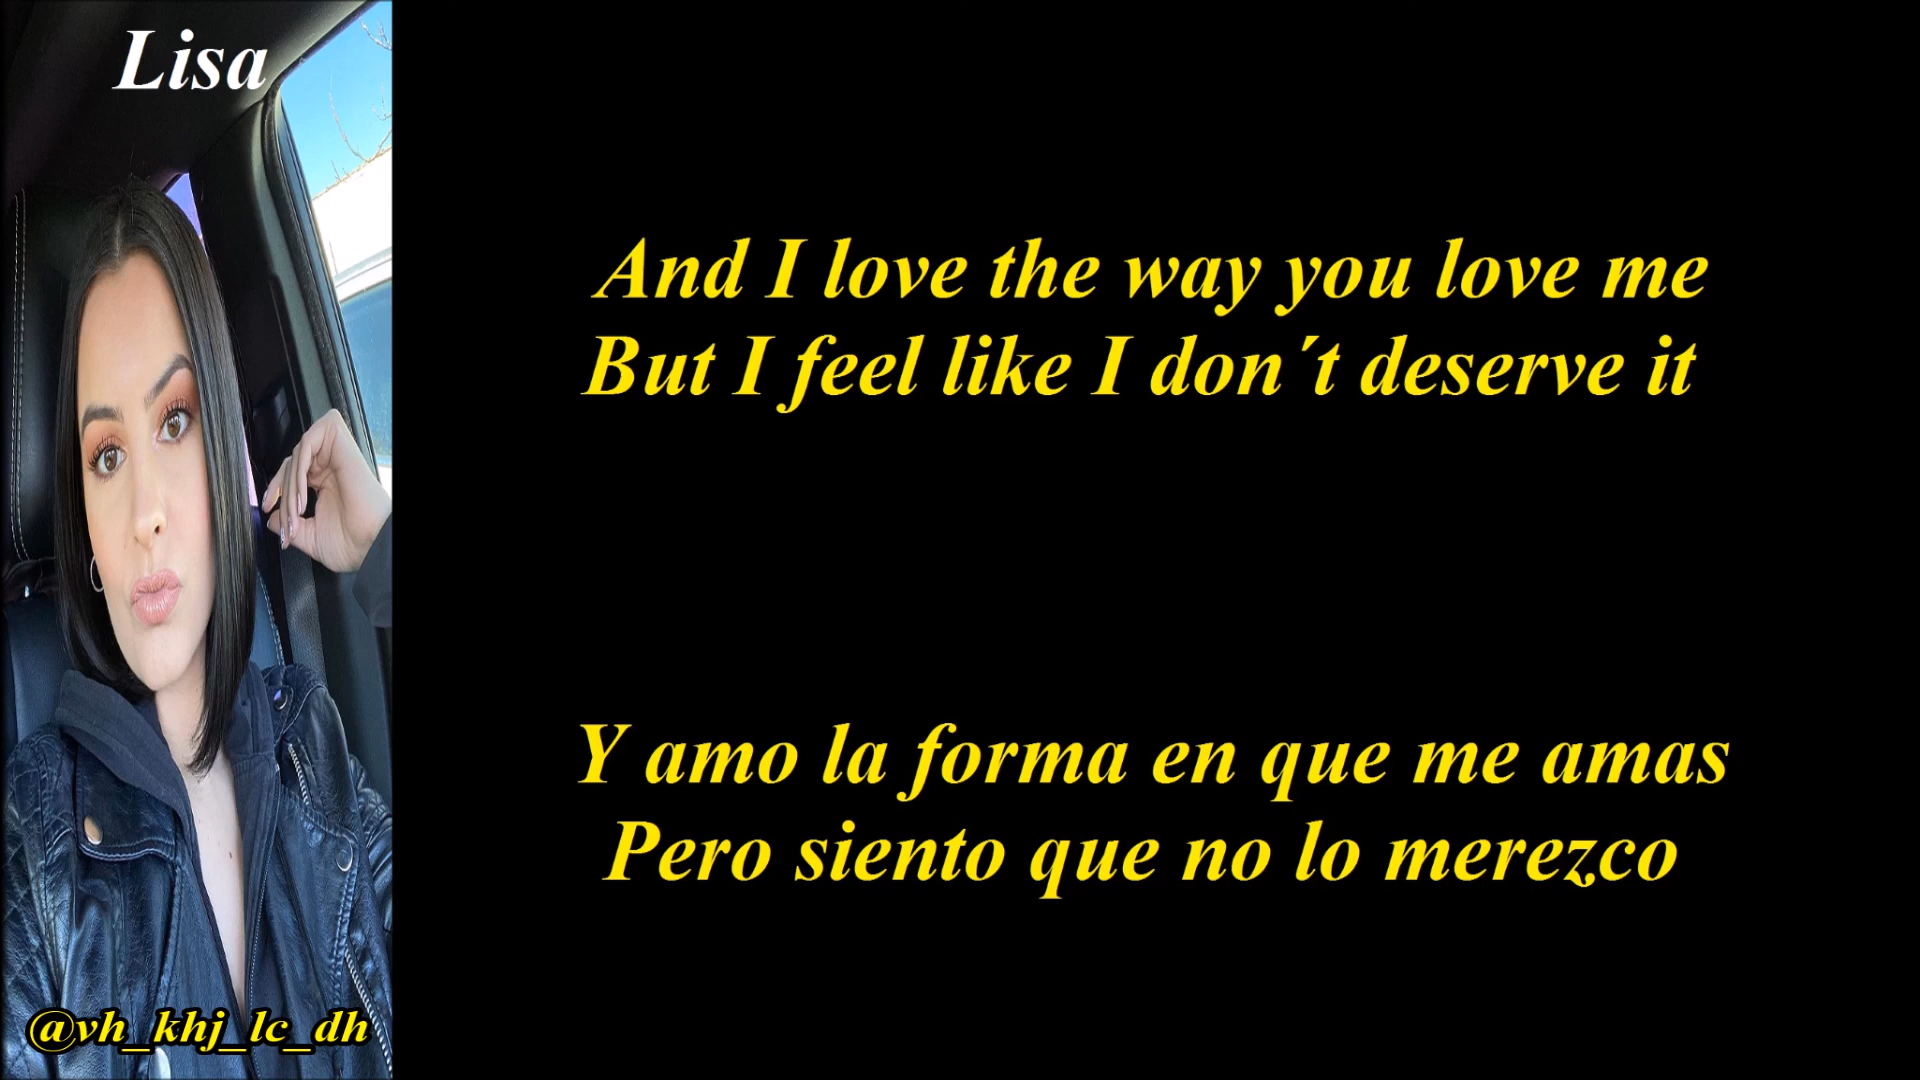 Lisa
And I love the way you love me
But I feel like I don´t deserve it
Y amo la forma en que me amas
Pero siento que no lo merezco
@vh_khj_lc_dh